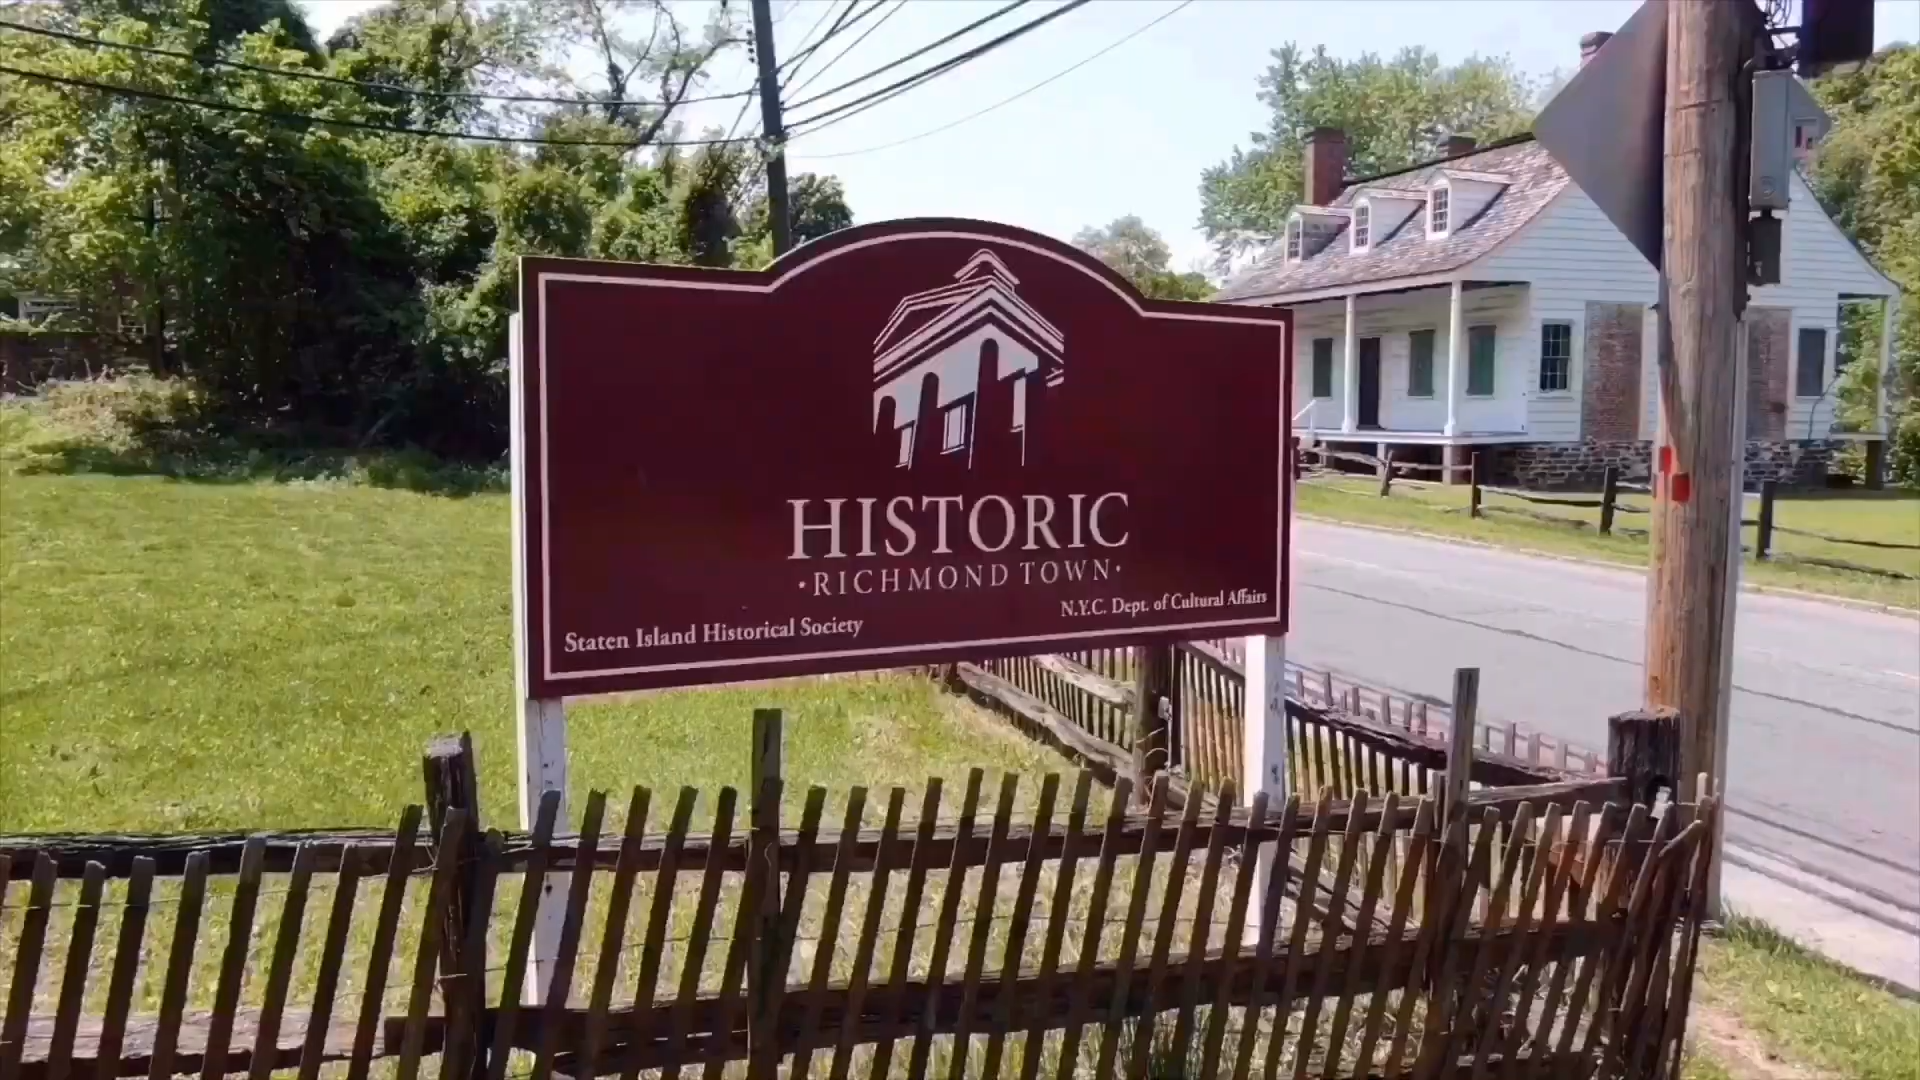 HISTORIC
·RICHMOND TOWN·
Staten Island Historical Society
N.Y.C. Dept. of Cultural Affairs